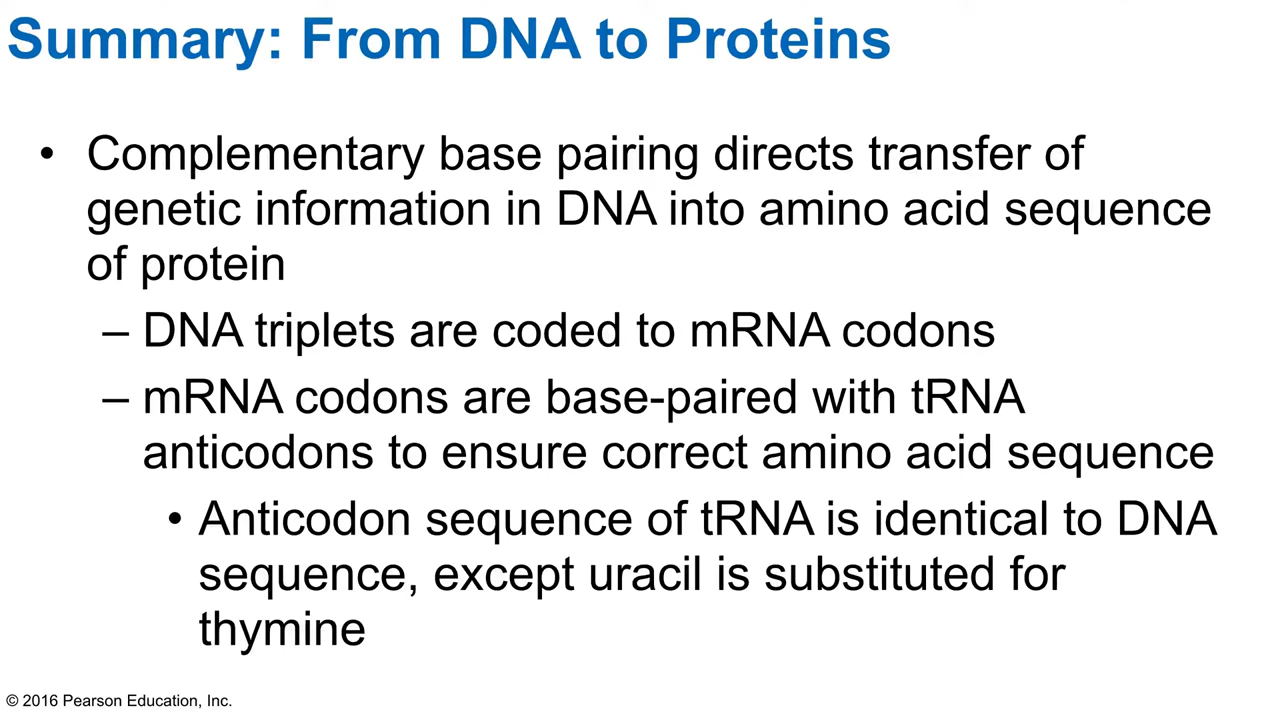 Summary: From DNA to Proteins
• Complementary base pairing directs transfer of
genetic information in DNA into amino acid sequence
of protein
– DNA triplets are coded to mRNA codons
– mRNA codons are base-paired with tRNA
anticodons to ensure correct amino acid sequence
• Anticodon sequence of tRNA is identical to DNA
sequence, except uracil is substituted for
thymine
© 2016 Pearson Education, Inc.